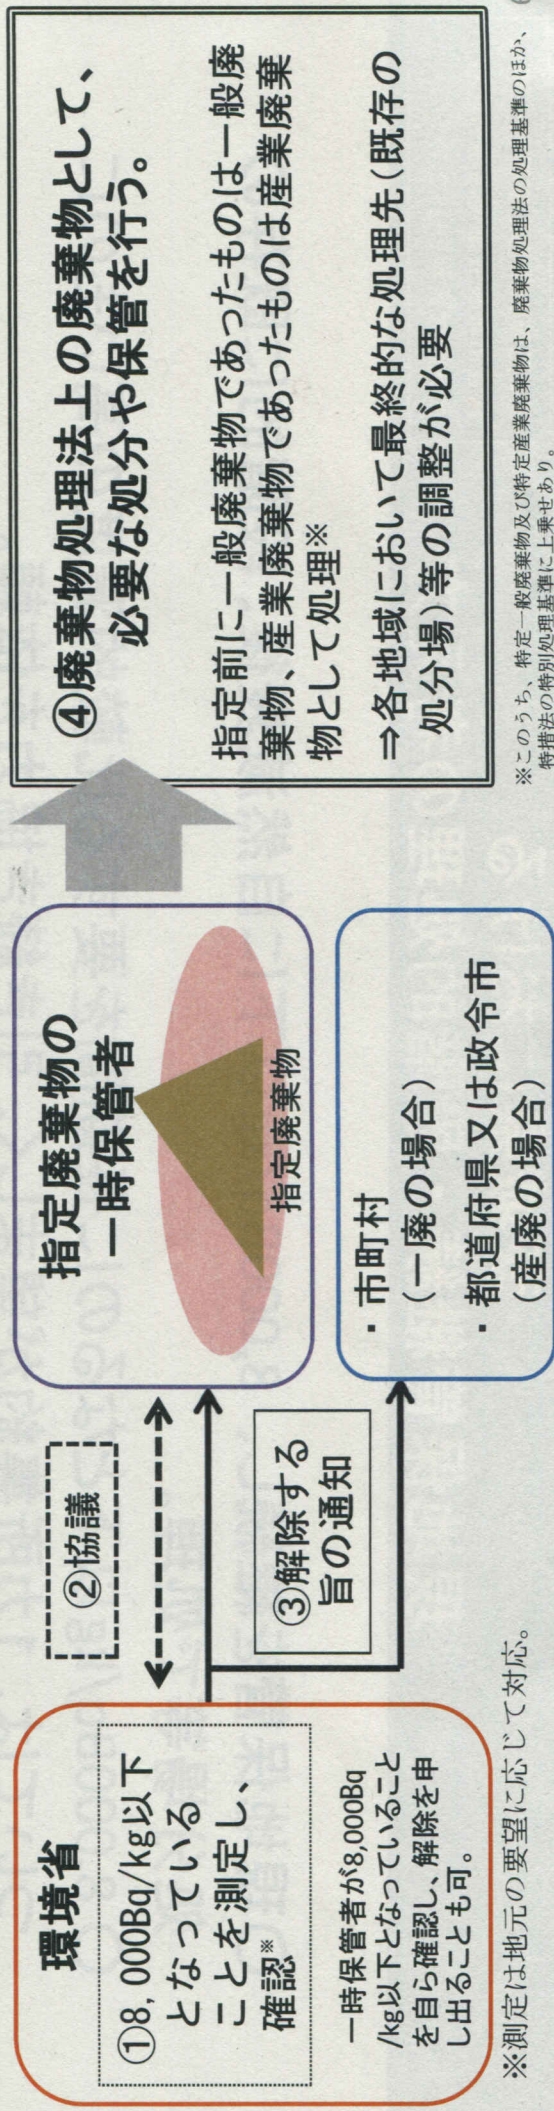 環境省
①8,000Bq/kg以下
となっている
ことを測定し、
確認※
一時保管者が8,000Bq
/kg以下となっていること
を自ら確認し、解除を申
し出ることも可。
※測定は地元の要望に応じて対応。
②協議
③解除する
旨の通知
指定廃棄物の
一時保管者
指定廃棄物
・市町村
(一廃の場合)
・都道府県又は政令市
(産廃の場合)
④廃棄物処理法上の廃棄物として、
必要な処分や保管を行う。
指定前に一般廃棄物であったものは一般廃
棄物、産業廃棄物であったものは産業廃棄
物として処理※
⇒各地域において最終的な処理先(既存の
処分場)等の調整が必要
※このうち、特定一般廃棄物及び特定産業廃棄物は、廃棄物処理法の処理基準のほか、
特措法の特別処理基準に上乗せあり。